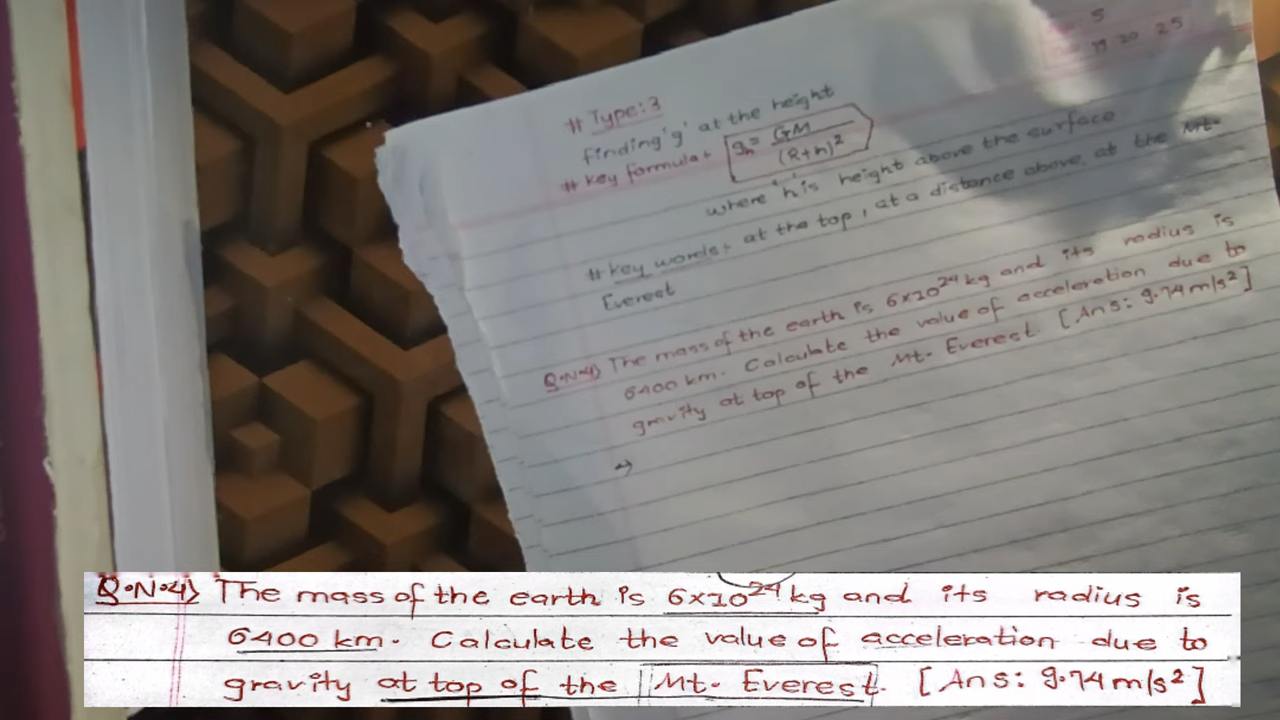 5
19 20 25
# Type:3
finding 'g' at the height
# key formula: gh = GM/(R+h)²
where 'h' is height above the surface
# key words: at the top, at a distance above, at the Mt.
Everest
Q.N.4) The mass of the earth is 6×10²⁴ kg and its radius is
6400 km. Calculate the value of acceleration due to
gravity at top of the Mt. Everest. [Ans: 9.74 m/s²]
→
Q.N.4) The mass of the earth is 6×10²⁴ kg and its radius is
6400 km. Calculate the value of acceleration due to
gravity at top of the Mt. Everest. [Ans: 9.74 m/s²]